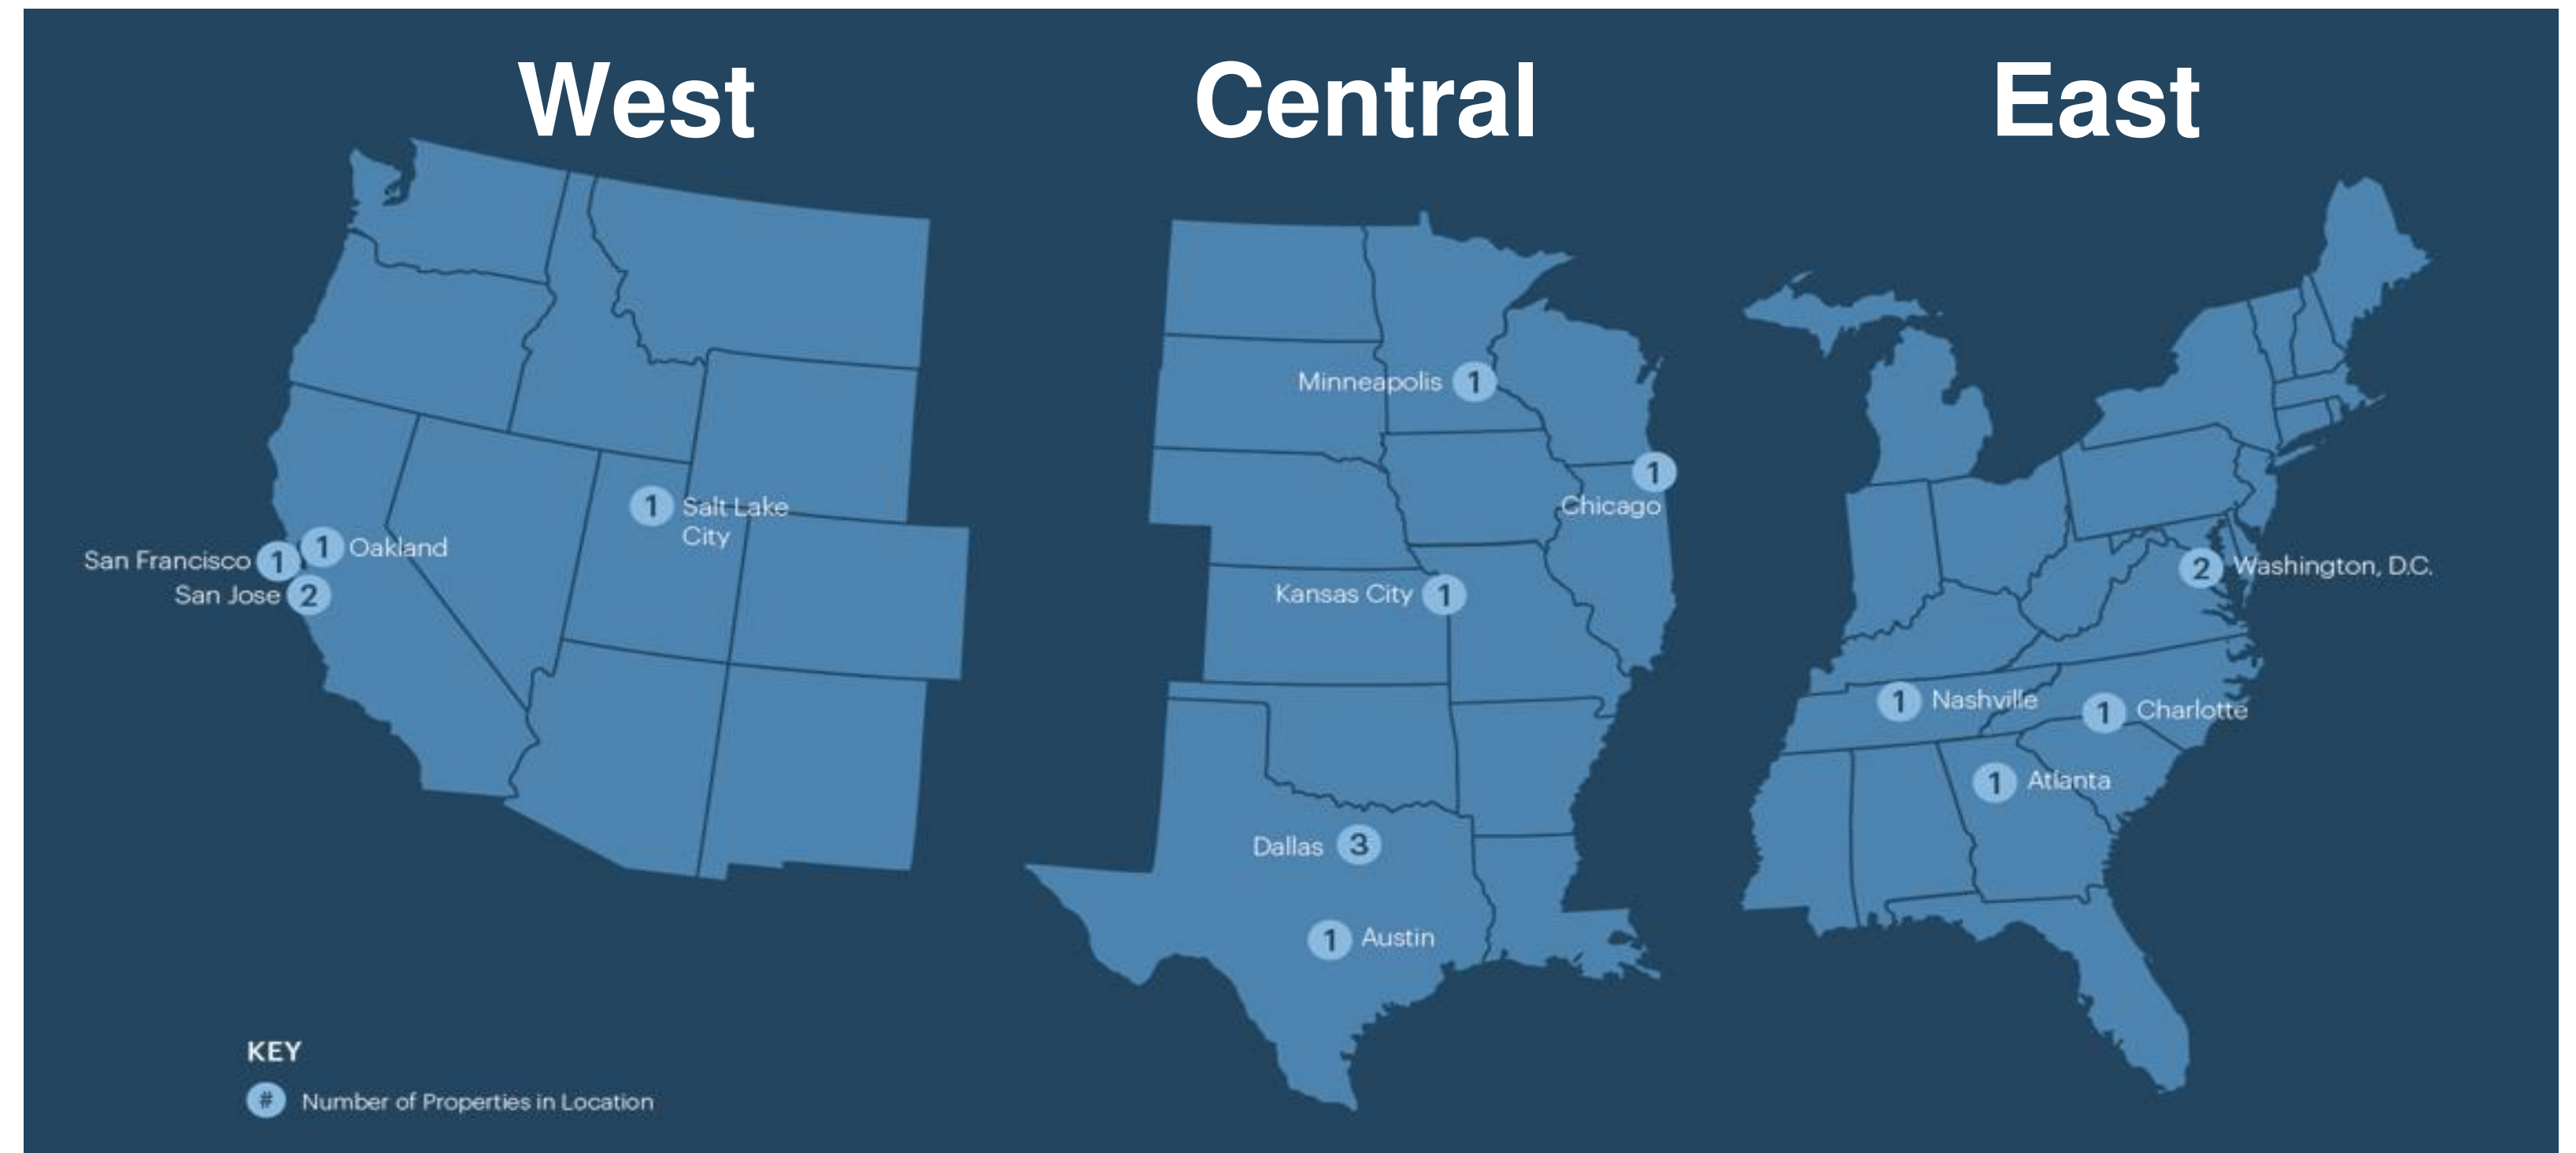 West
Central
East
San Francisco 1
1 Oakland
San Jose 2
1 Salt Lake
City
Minneapolis 1
1
Chicago
Kansas City 1
Dallas 3
1 Austin
2 Washington, D.C.
1 Nashville
1 Charlotte
1 Atlanta
KEY
# Number of Properties in Location